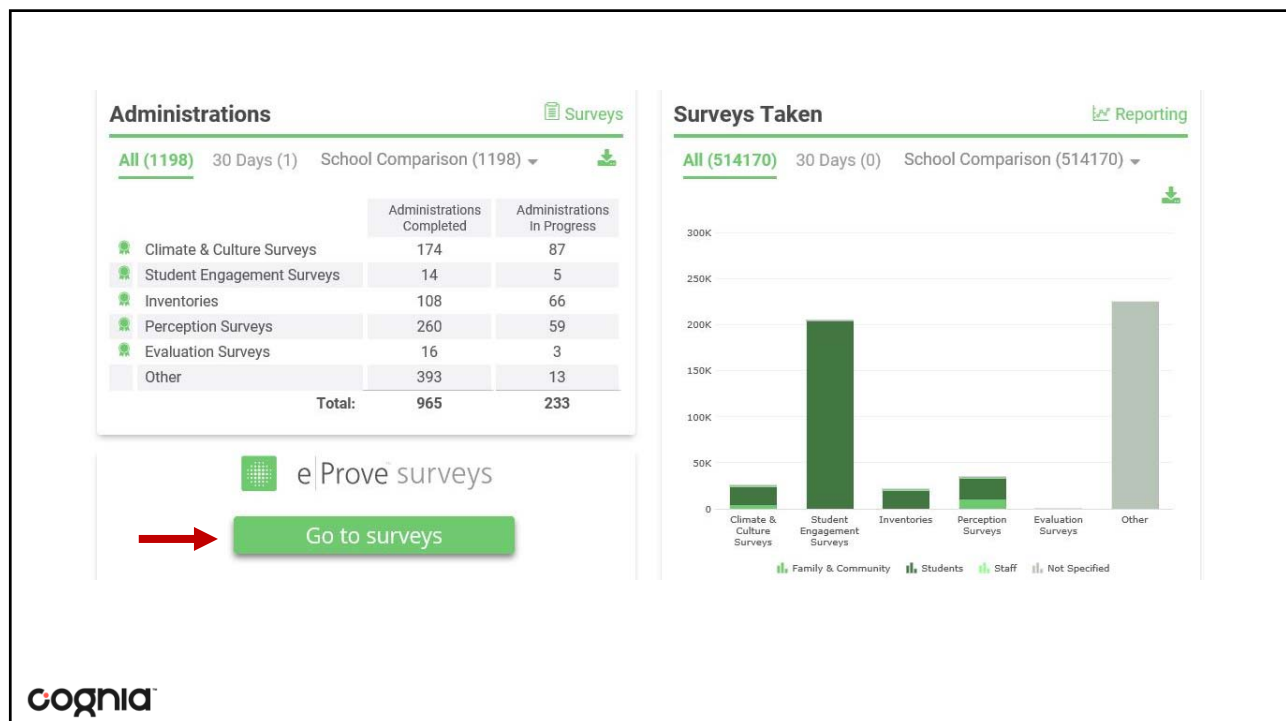 Administrations
Surveys
All (1198) 30 Days (1) School Comparison (1198)
Administrations Completed Administrations In Progress
Climate & Culture Surveys 174 87
Student Engagement Surveys 14 5
Inventories 108 66
Perception Surveys 260 59
Evaluation Surveys 16 3
Other 393 13
Total: 965 233
e Prove™ surveys
Go to surveys
Surveys Taken
Reporting
All (514170) 30 Days (0) School Comparison (514170)
300K
250K
200K
150K
100K
50K
0
Climate & Culture Surveys
Student Engagement Surveys
Inventories
Perception Surveys
Evaluation Surveys
Other
Family & Community Students Staff Not Specified
cognia™